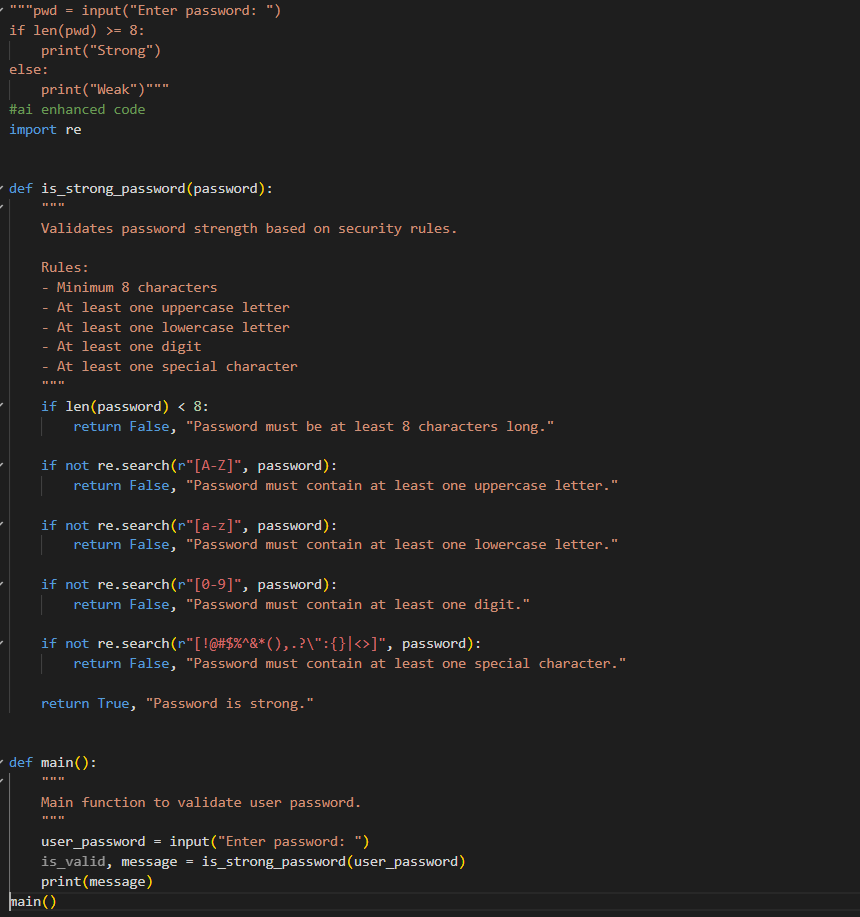 """pwd = input("Enter password: ")
if len(pwd) >= 8:
    print("Strong")
else:
    print("Weak")"""
#ai enhanced code
import re
def is_strong_password(password):
    """
    Validates password strength based on security rules.
    Rules:
    - Minimum 8 characters
    - At least one uppercase letter
    - At least one lowercase letter
    - At least one digit
    - At least one special character
    """
    if len(password) < 8:
        return False, "Password must be at least 8 characters long."
    if not re.search(r"[A-Z]", password):
        return False, "Password must contain at least one uppercase letter."
    if not re.search(r"[a-z]", password):
        return False, "Password must contain at least one lowercase letter."
    if not re.search(r"[0-9]", password):
        return False, "Password must contain at least one digit."
    if not re.search(r"[!@#$%^&*(),.?\":{}|<>]", password):
        return False, "Password must contain at least one special character."
    return True, "Password is strong."
def main():
    """
    Main function to validate user password.
    """
    user_password = input("Enter password: ")
    is_valid, message = is_strong_password(user_password)
    print(message)
main()